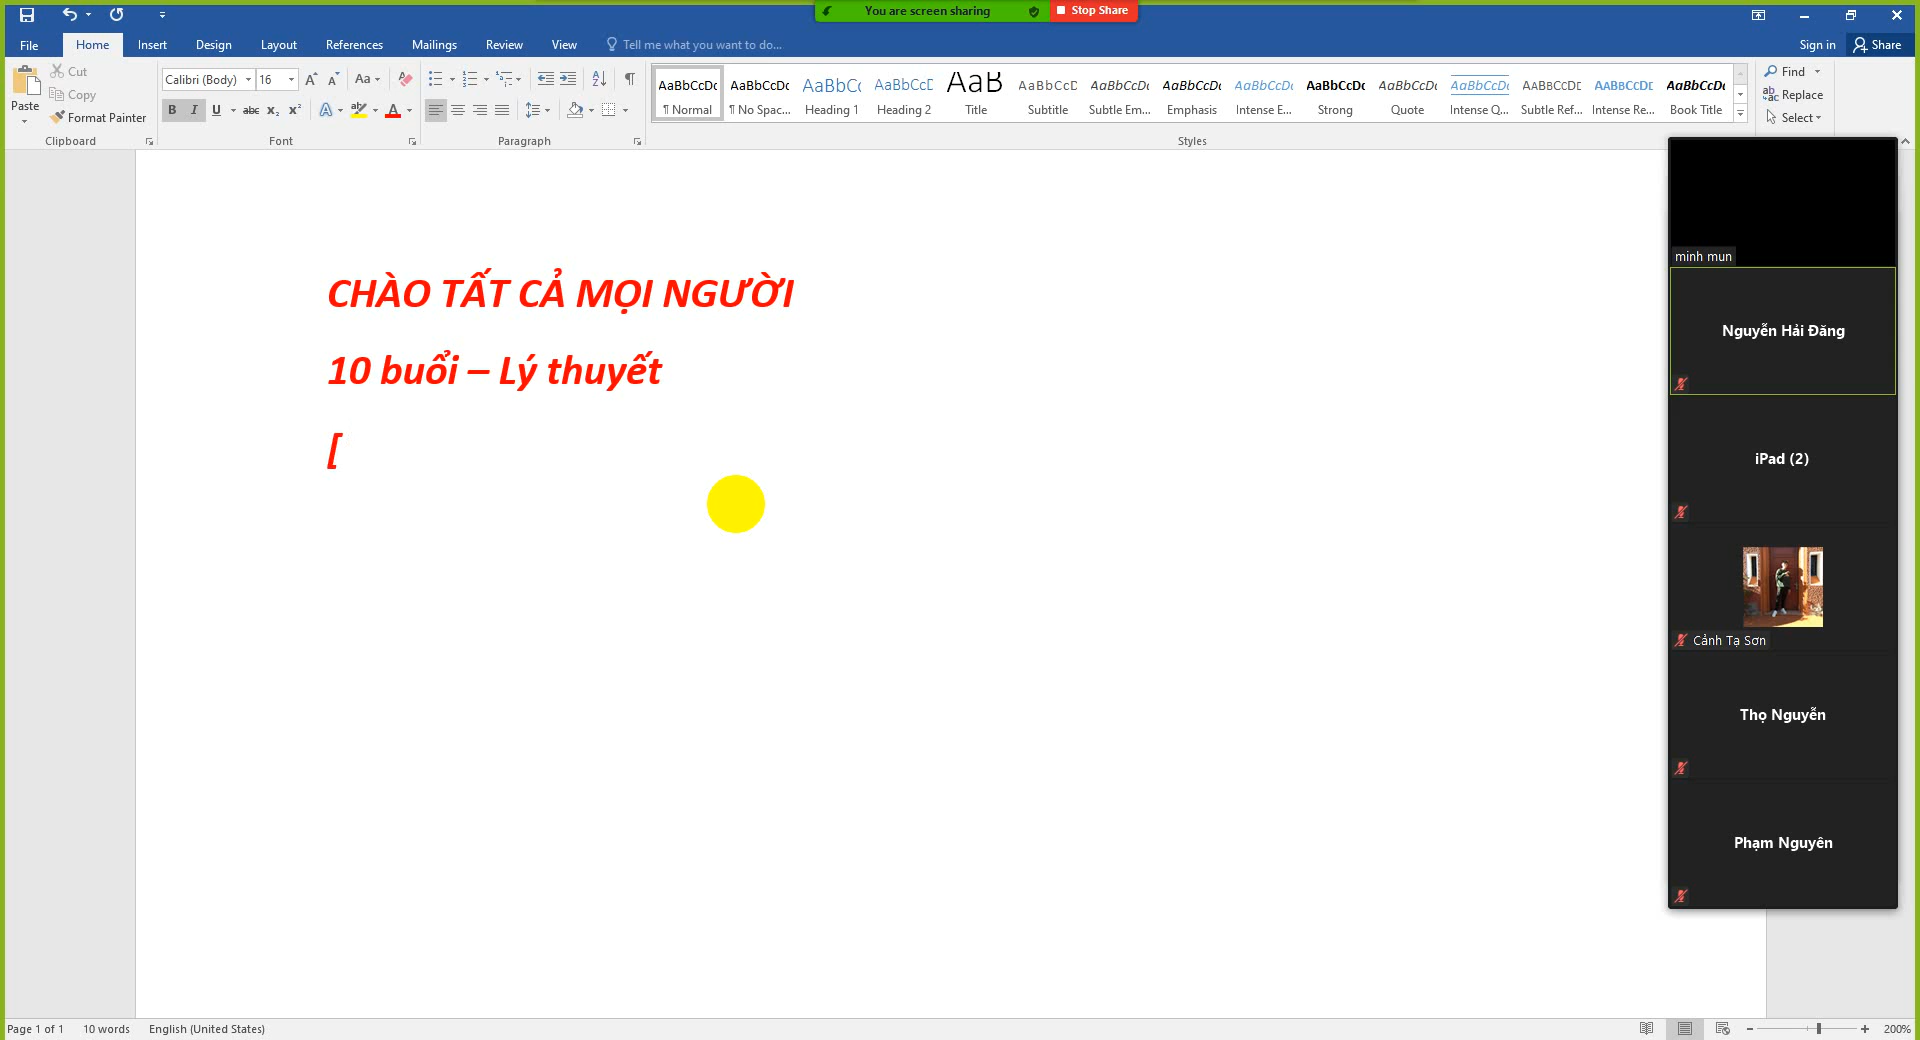 You are screen sharing
Stop Share
File
Home
Insert
Design
Layout
References
Mailings
Review
View
Tell me what you want to do...
Sign in
Share
Paste
Cut
Copy
Format Painter
Clipboard
Calibri (Body)
16
Font
Paragraph
AaBbCcDc
¶ Normal
AaBbCcDc
¶ No Spac...
AaBbCc
Heading 1
AaBbCcD
Heading 2
AaB
Title
AaBbCcD
Subtitle
AaBbCcDc
Subtle Em...
AaBbCcDc
Emphasis
AaBbCcDc
Intense E...
AaBbCcDc
Strong
AaBbCcDc
Quote
AaBbCcDc
Intense Q...
AaBbCcDc
Subtle Ref...
AaBbCcDc
Intense Re...
AaBbCcDc
Book Title
Styles
Find
Replace
Select
CHÀO TẤT CẢ MỌI NGƯỜI
10 buổi – Lý thuyết
[
minh mun
Nguyễn Hải Đăng
iPad (2)
Cảnh Tạ Sơn
Thọ Nguyễn
Phạm Nguyên
Page 1 of 1
10 words
English (United States)
200%